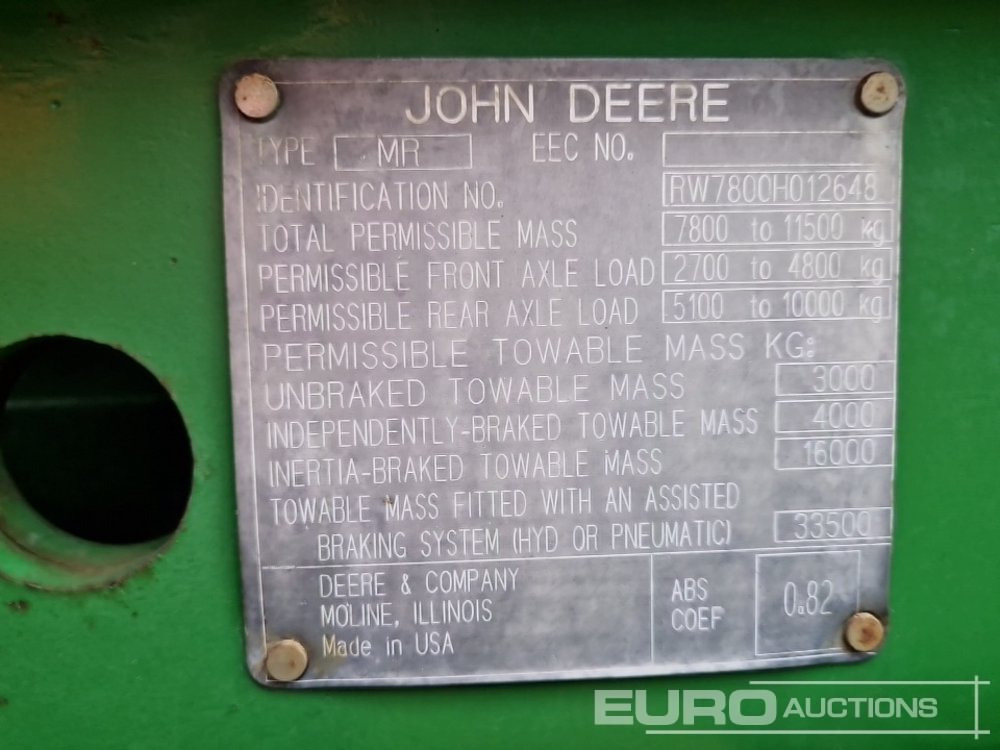 JOHN DEERE
TYPE MR EEC NO.
IDENTIFICATION NO. RW7800H012648
TOTAL PERMISSIBLE MASS 7800 to 11500 kg
PERMISSIBLE FRONT AXLE LOAD 2700 to 4800 kg
PERMISSIBLE REAR AXLE LOAD 5100 to 10000 kg
PERMISSIBLE TOWABLE MASS KG:
UNBRAKED TOWABLE MASS 3000
INDEPENDENTLY-BRAKED TOWABLE MASS 4000
INERTIA-BRAKED TOWABLE MASS 16000
TOWABLE MASS FITTED WITH AN ASSISTED
BRAKING SYSTEM (HYD OR PNEUMATIC) 33500
DEERE & COMPANY
MOLINE, ILLINOIS
Made in USA
ABS
COEF
0.82
EURO AUCTIONS